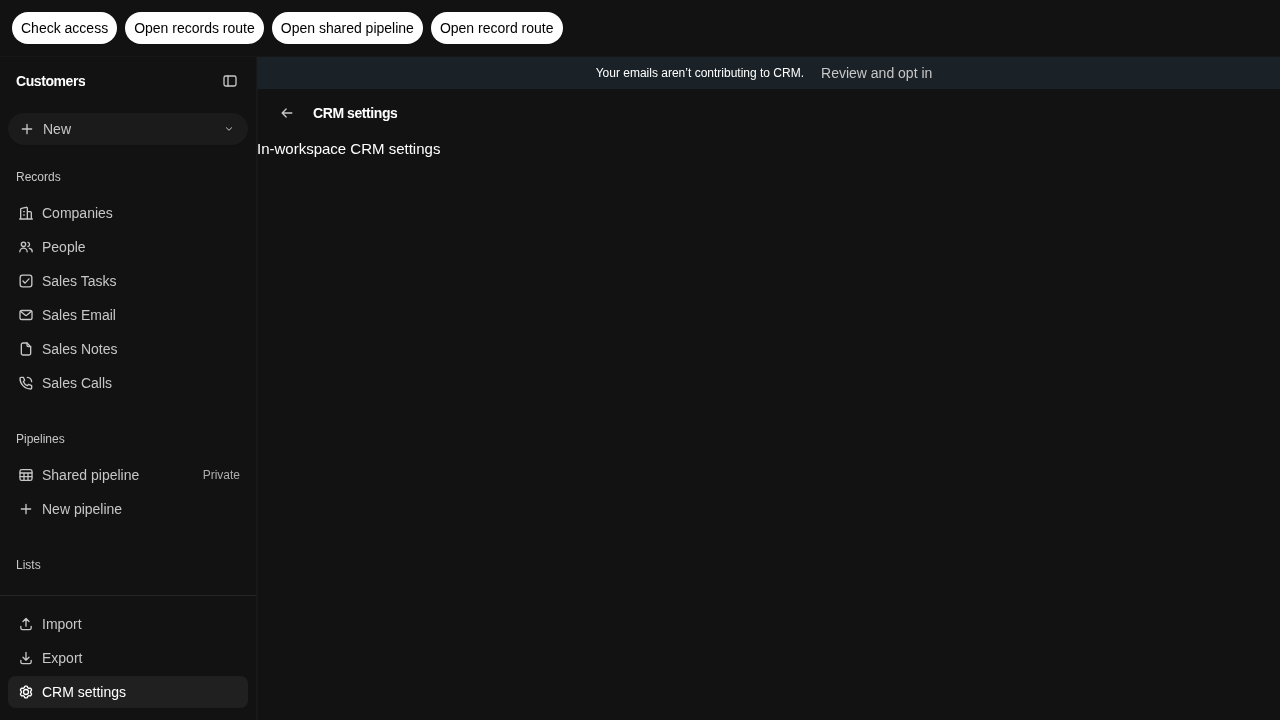 Check access
Open records route
Open shared pipeline
Open record route
Customers
New
Records
Companies
People
Sales Tasks
Sales Email
Sales Notes
Sales Calls
Pipelines
Shared pipeline Private
New pipeline
Lists
Import
Export
CRM settings
Your emails aren't contributing to CRM. Review and opt in
CRM settings
In-workspace CRM settings